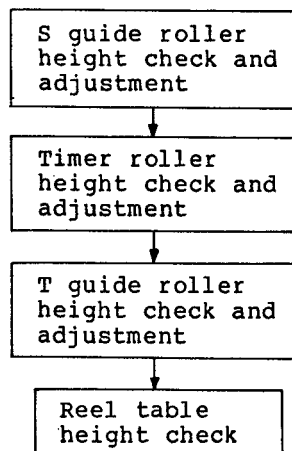 S guide roller
height check and
adjustment
Timer roller
height check and
adjustment
T guide roller
height check and
adjustment
Reel table
height check